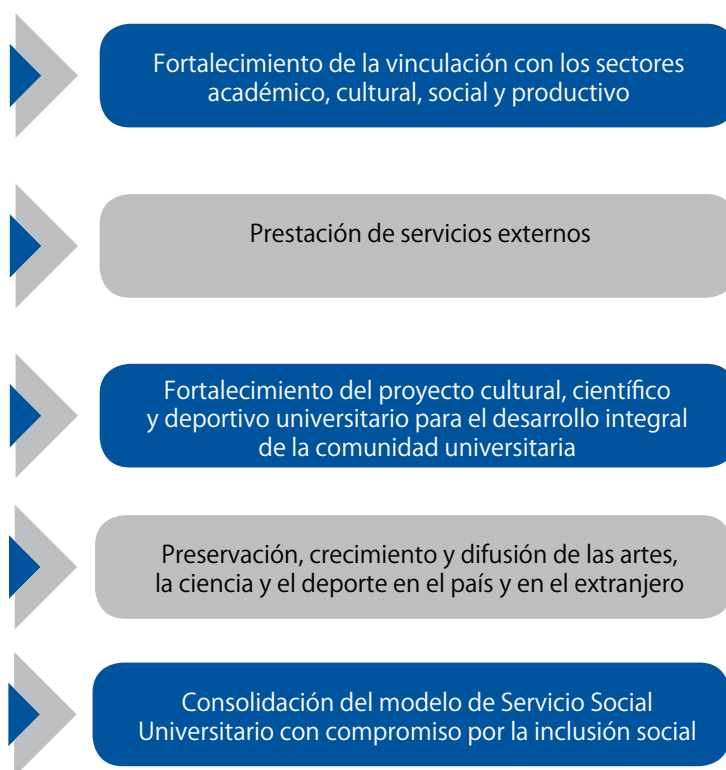 Fortalecimiento de la vinculación con los sectores
académico, cultural, social y productivo
Prestación de servicios externos
Fortalecimiento del proyecto cultural, científico
y deportivo universitario para el desarrollo integral
de la comunidad universitaria
Preservación, crecimiento y difusión de las artes,
la ciencia y el deporte en el país y en el extranjero
Consolidación del modelo de Servicio Social
Universitario con compromiso por la inclusión social